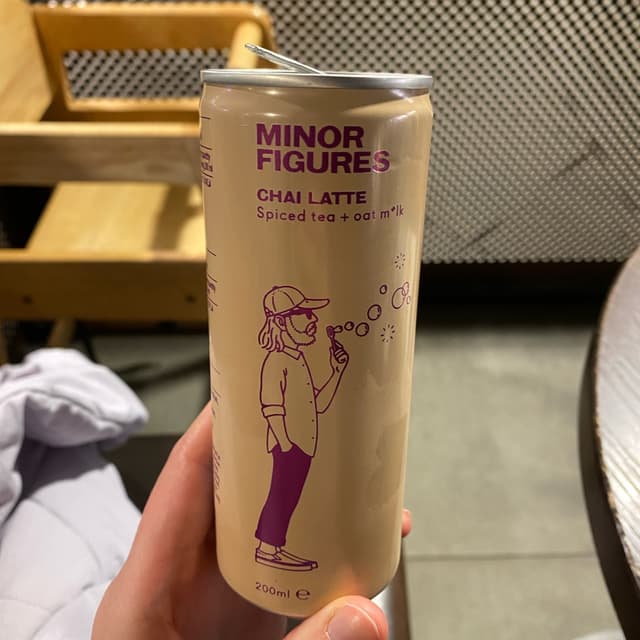 MINOR
FIGURES
CHAI LATTE
Spiced tea + oat m*lk
200ml ℮